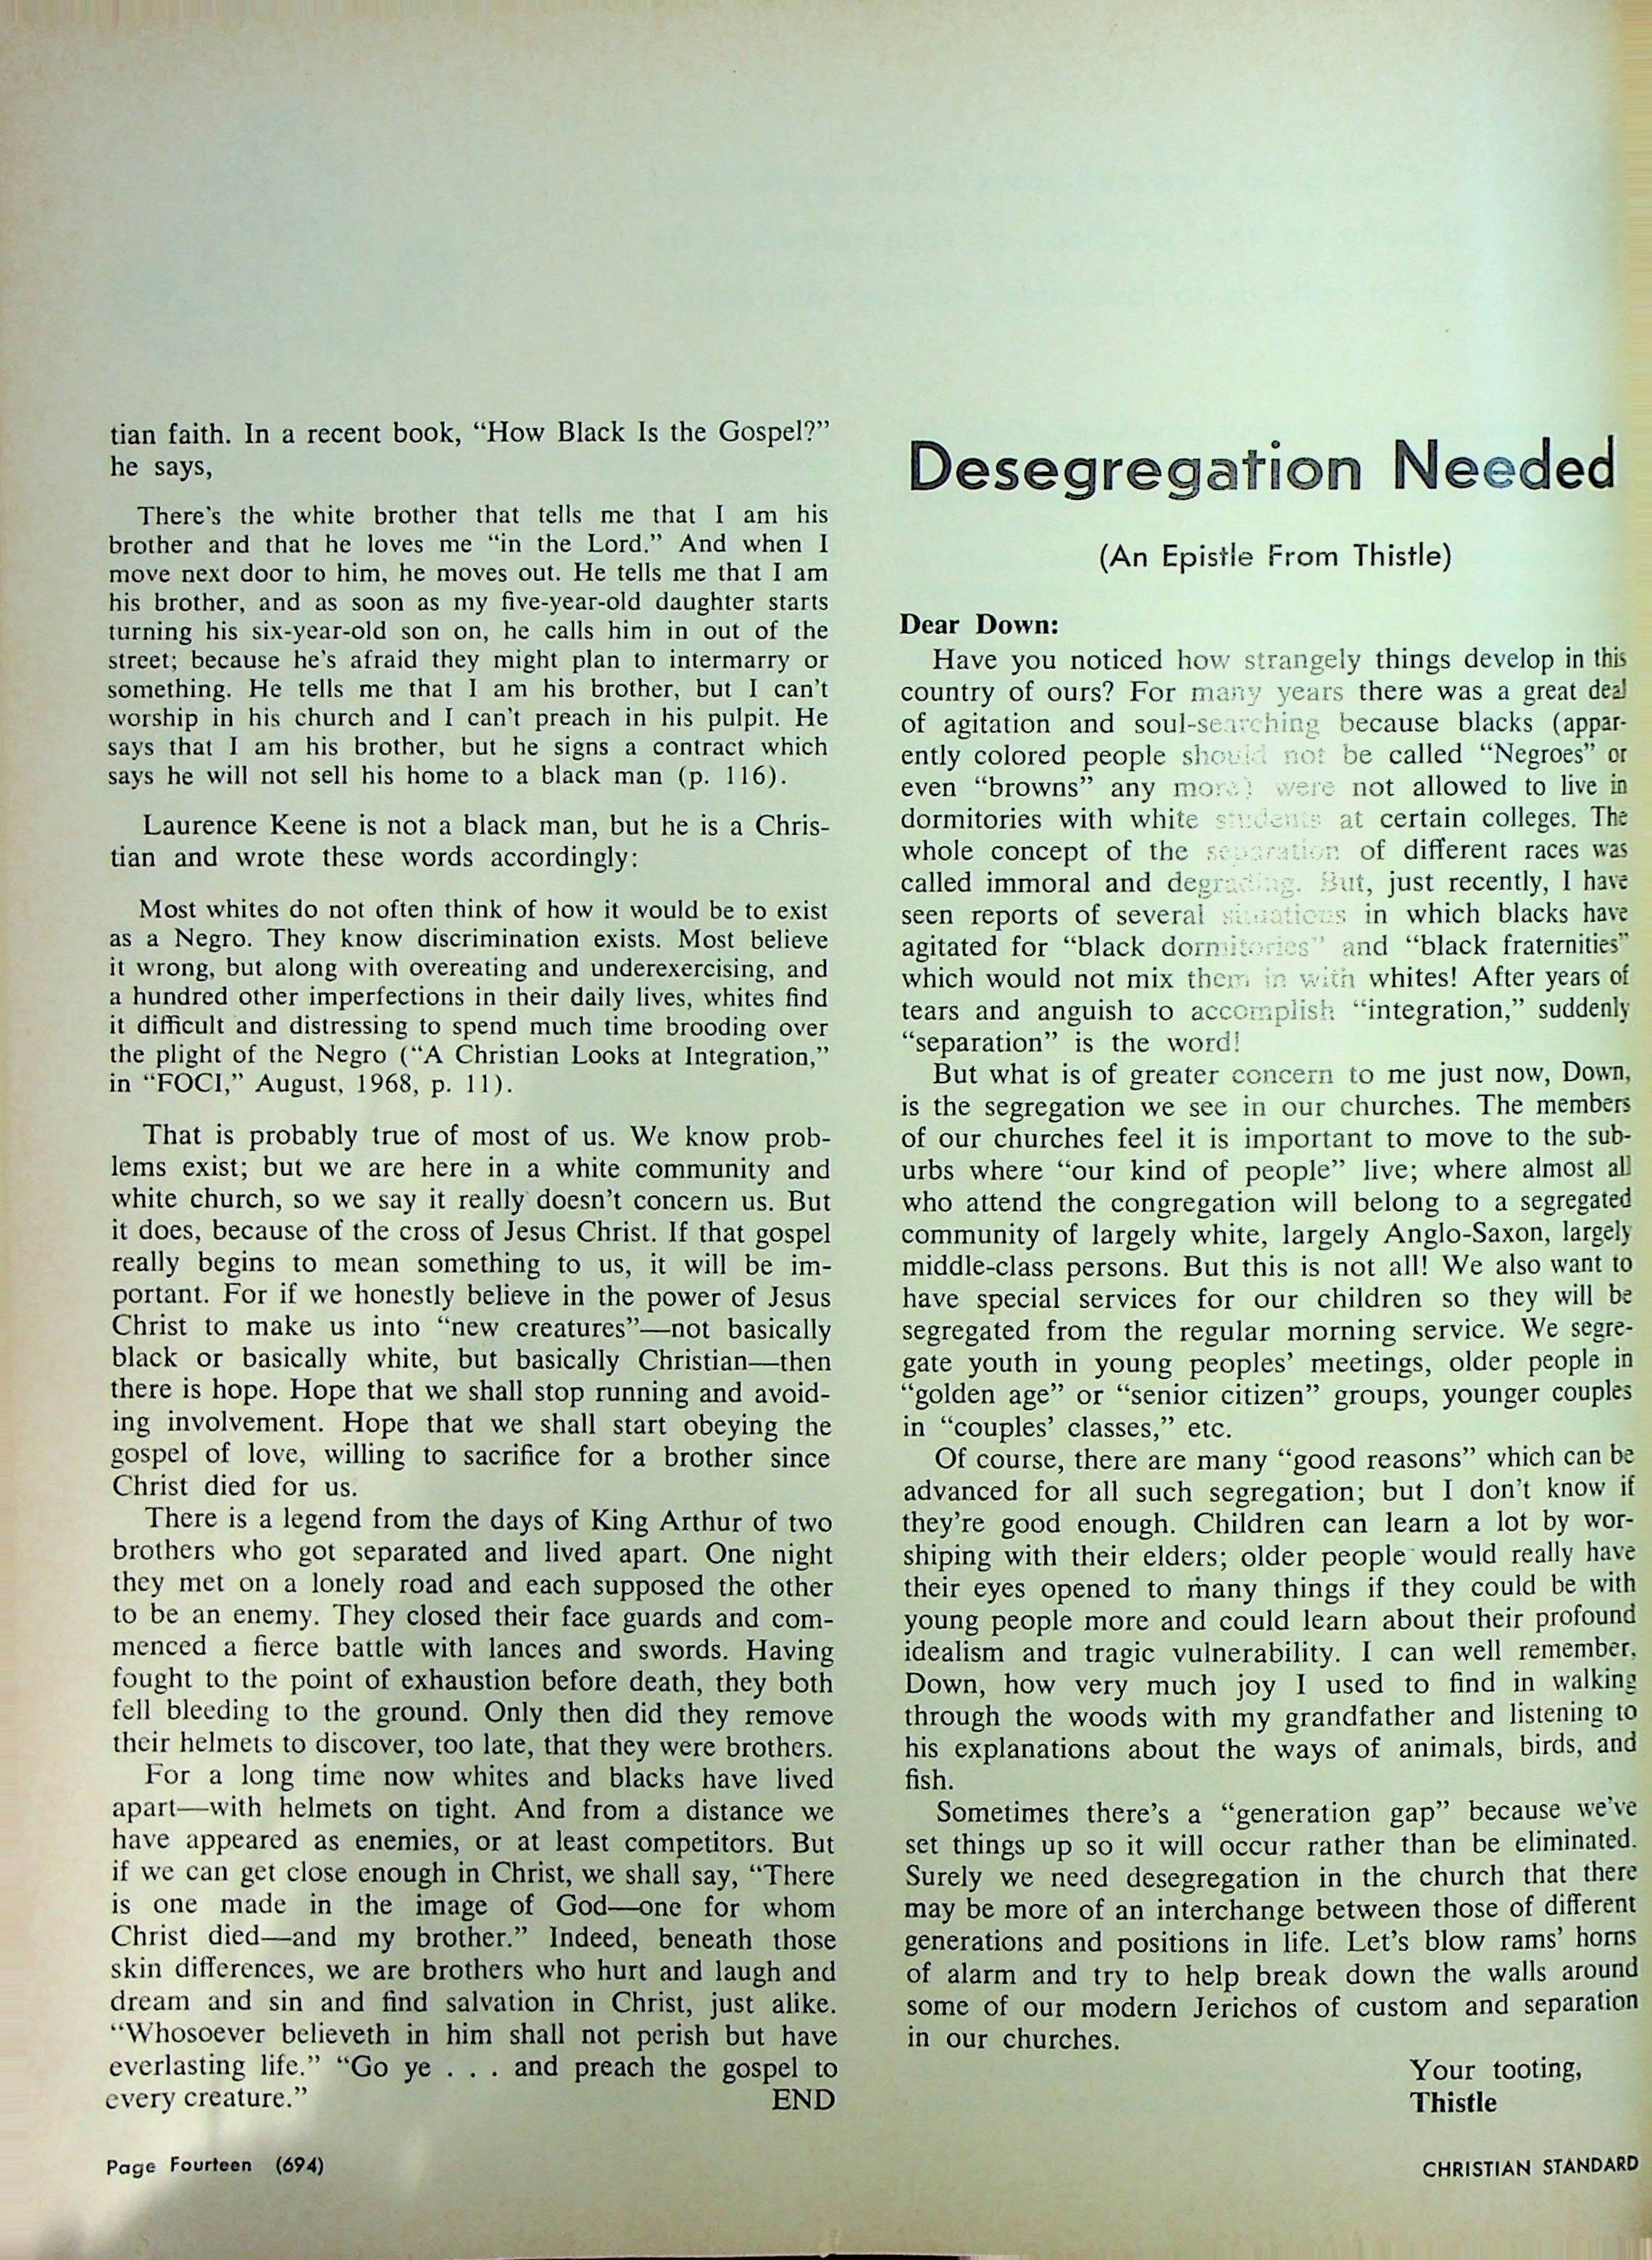 tian faith. In a recent book, “How Black Is the Gospel?”
he says,
There's the white brother that tells me that I am his
brother and that he loves me “in the Lord.” And when I
move next door to him, he moves out. He tells me that I am
his brother, and as soon as my five-year-old daughter starts
turning his six-year-old son on, he calls him in out of the
street; because he's afraid they might plan to intermarry or
something. He tells me that I am his brother, but I can't
worship in his church and I can't preach in his pulpit. He
says that I am his brother, but he signs a contract which
says he will not sell his home to a black man (p. 116).
Laurence Keene is not a black man, but he is a Chris-
tian and wrote these words accordingly:
Most whites do not often think of how it would be to exist
as a Negro. They know discrimination exists. Most believe
it wrong, but along with overeating and underexercising, and
a hundred other imperfections in their daily lives, whites find
it difficult and distressing to spend much time brooding over
the plight of the Negro (“A Christian Looks at Integration,”
in “FOCI,” August, 1968, p. 11).
That is probably true of most of us. We know prob-
lems exist; but we are here in a white community and
white church, so we say it really doesn't concern us. But
it does, because of the cross of Jesus Christ. If that gospel
really begins to mean something to us, it will be im-
portant. For if we honestly believe in the power of Jesus
Christ to make us into “new creatures”—not basically
black or basically white, but basically Christian—then
there is hope. Hope that we shall stop running and avoid-
ing involvement. Hope that we shall start obeying the
gospel of love, willing to sacrifice for a brother since
Christ died for us.
There is a legend from the days of King Arthur of two
brothers who got separated and lived apart. One night
they met on a lonely road and each supposed the other
to be an enemy. They closed their face guards and com-
menced a fierce battle with lances and swords. Having
fought to the point of exhaustion before death, they both
fell bleeding to the ground. Only then did they remove
their helmets to discover, too late, that they were brothers.
For a long time now whites and blacks have lived
apart—with helmets on tight. And from a distance we
have appeared as enemies, or at least competitors. But
if we can get close enough in Christ, we shall say, “There
is one made in the image of God—one for whom
Christ died—and my brother.” Indeed, beneath those
skin differences, we are brothers who hurt and laugh and
dream and sin and find salvation in Christ, just alike.
“Whosoever believeth in him shall not perish but have
everlasting life.” “Go ye . . . and preach the gospel to
every creature.” END
Desegregation Needed
(An Epistle From Thistle)
Dear Down:
Have you noticed how strangely things develop in this
country of ours? For many years there was a great deal
of agitation and soul-searching because blacks (appar-
ently colored people should not be called “Negroes” or
even “browns” any more) were not allowed to live in
dormitories with white students at certain colleges. The
whole concept of the separation of different races was
called immoral and degrading. But, just recently, I have
seen reports of several situations in which blacks have
agitated for “black dormitories” and “black fraternities”
which would not mix them in with whites! After years of
tears and anguish to accomplish “integration,” suddenly
“separation” is the word!
But what is of greater concern to me just now, Down,
is the segregation we see in our churches. The members
of our churches feel it is important to move to the sub-
urbs where “our kind of people” live; where almost all
who attend the congregation will belong to a segregated
community of largely white, largely Anglo-Saxon, largely
middle-class persons. But this is not all! We also want to
have special services for our children so they will be
segregated from the regular morning service. We segre-
gate youth in young peoples' meetings, older people in
“golden age” or “senior citizen” groups, younger couples
in “couples' classes,” etc.
Of course, there are many “good reasons” which can be
advanced for all such segregation; but I don't know if
they're good enough. Children can learn a lot by wor-
shiping with their elders; older people would really have
their eyes opened to many things if they could be with
young people more and could learn about their profound
idealism and tragic vulnerability. I can well remember,
Down, how very much joy I used to find in walking
through the woods with my grandfather and listening to
his explanations about the ways of animals, birds, and
fish.
Sometimes there's a “generation gap” because we've
set things up so it will occur rather than be eliminated.
Surely we need desegregation in the church that there
may be more of an interchange between those of different
generations and positions in life. Let's blow rams' horns
of alarm and try to help break down the walls around
some of our modern Jerichos of custom and separation
in our churches.
Your tooting,
Thistle
Page Fourteen (694)
CHRISTIAN STANDARD